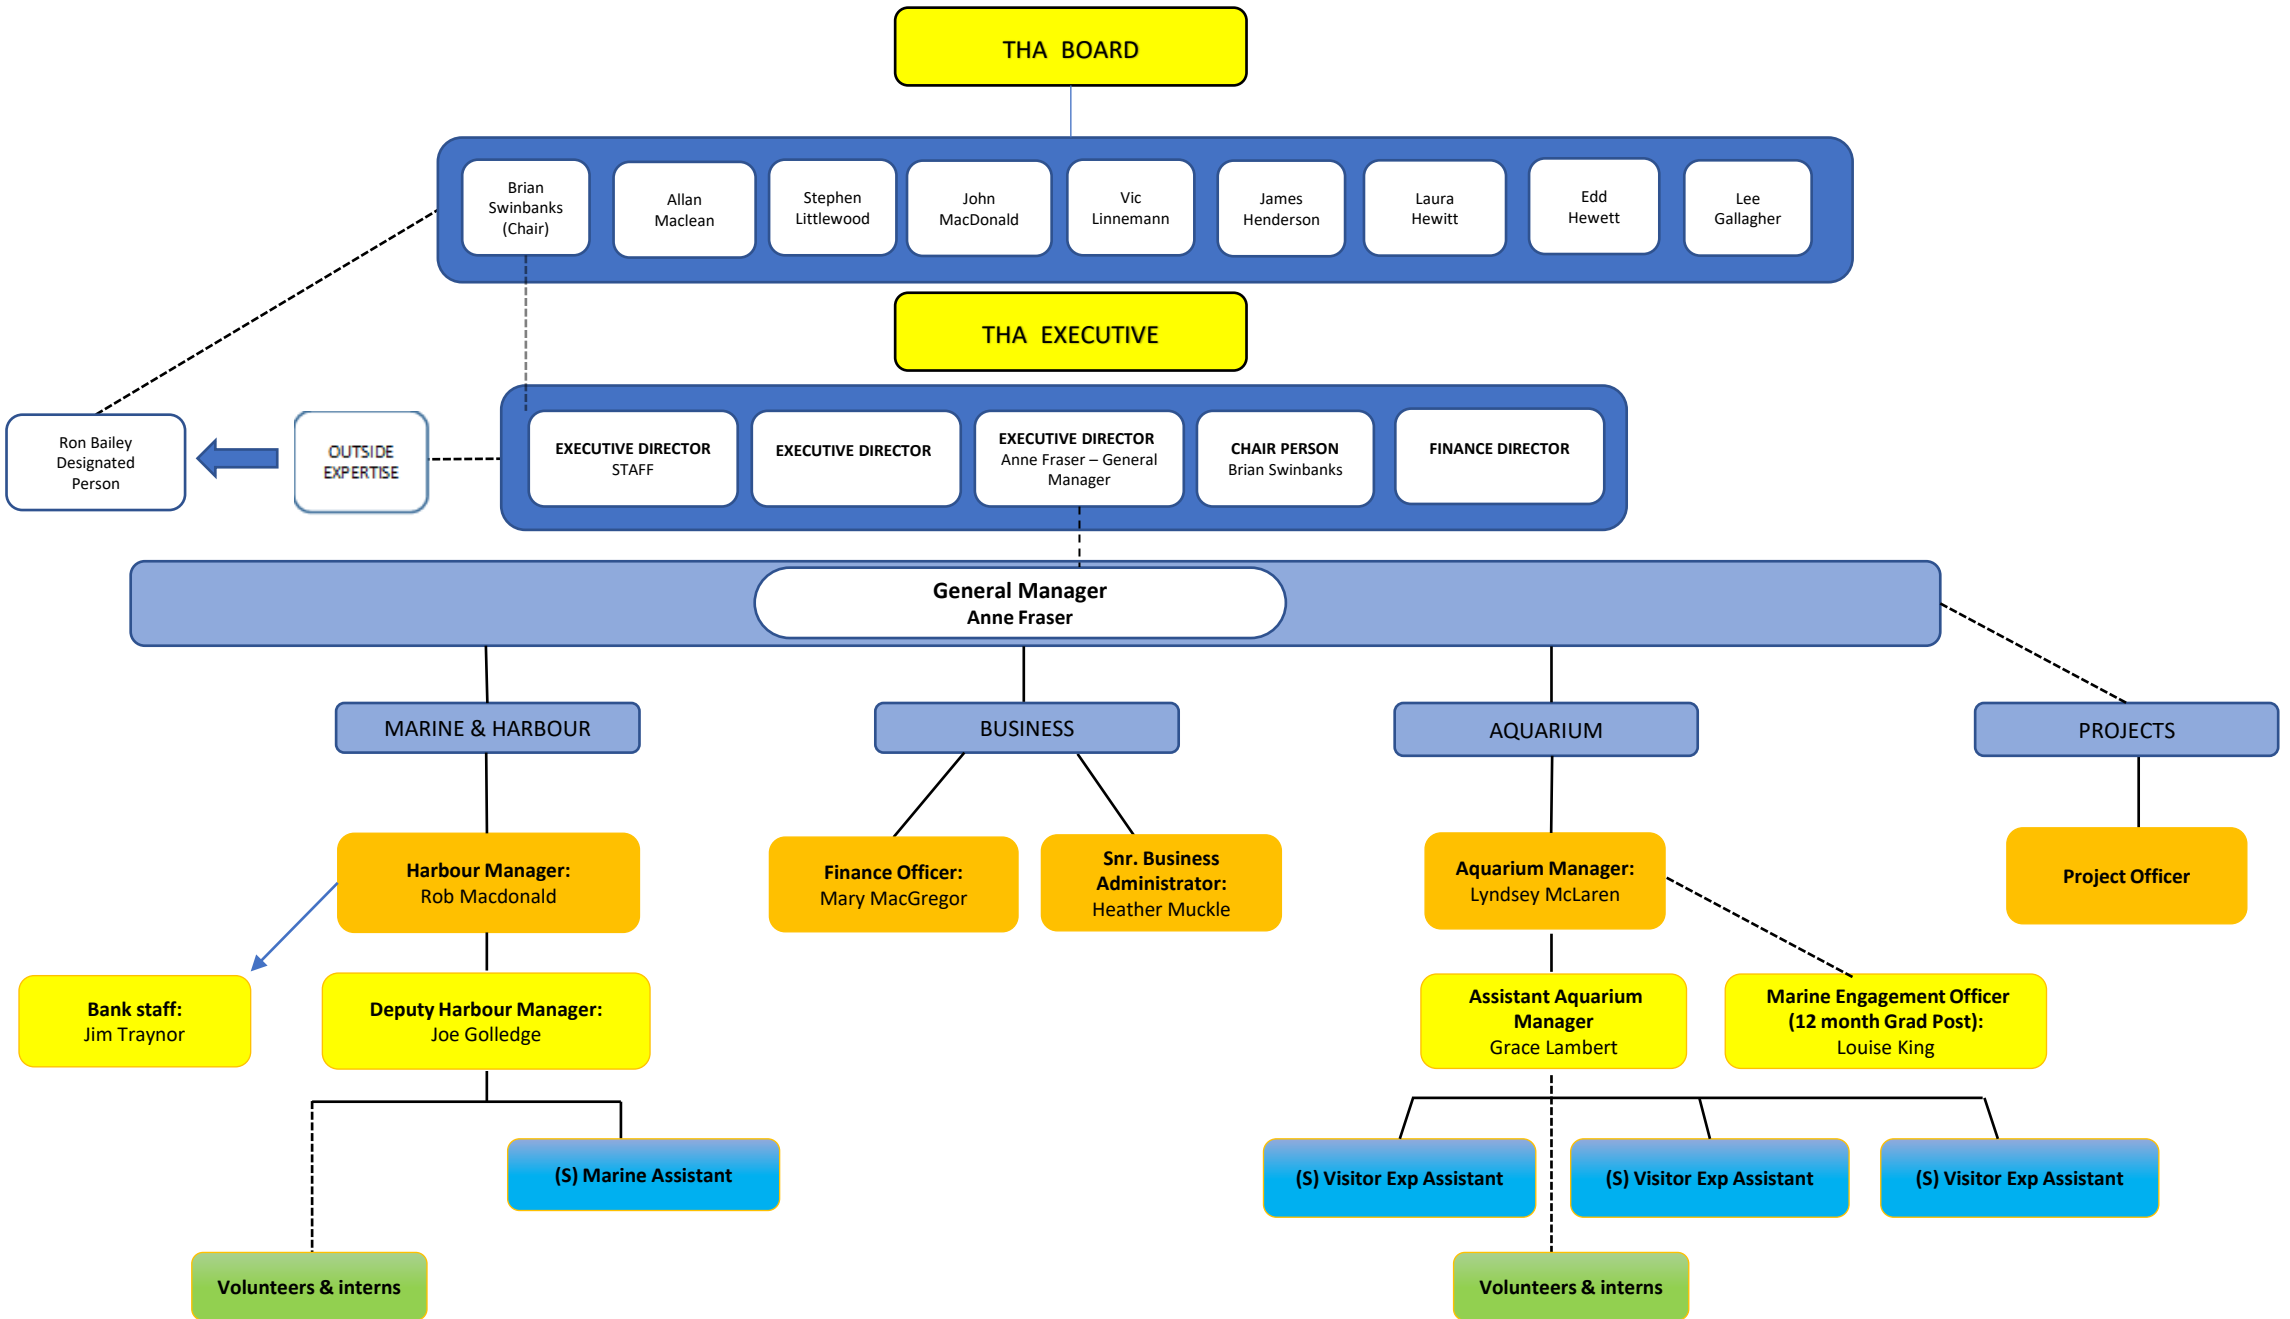 THA BOARD
Brian
Swinbanks
(Chair)
Allan
Maclean
Stephen
Littlewood
John
MacDonald
Vic
Linnemann
James
Henderson
Laura
Hewitt
Edd
Hewett
Lee
Gallagher
THA EXECUTIVE
Ron Bailey
Designated
Person
OUTSIDE
EXPERTISE
EXECUTIVE DIRECTOR
STAFF
EXECUTIVE DIRECTOR
EXECUTIVE DIRECTOR
Anne Fraser – General
Manager
CHAIR PERSON
Brian Swinbanks
FINANCE DIRECTOR
General Manager
Anne Fraser
MARINE & HARBOUR
BUSINESS
AQUARIUM
PROJECTS
Harbour Manager:
Rob Macdonald
Finance Officer:
Mary MacGregor
Snr. Business
Administrator:
Heather Muckle
Aquarium Manager:
Lyndsey McLaren
Project Officer
Bank staff:
Jim Traynor
Deputy Harbour Manager:
Joe Golledge
Assistant Aquarium
Manager
Grace Lambert
Marine Engagement Officer
(12 month Grad Post):
Louise King
(S) Marine Assistant
(S) Visitor Exp Assistant
(S) Visitor Exp Assistant
(S) Visitor Exp Assistant
Volunteers & interns
Volunteers & interns